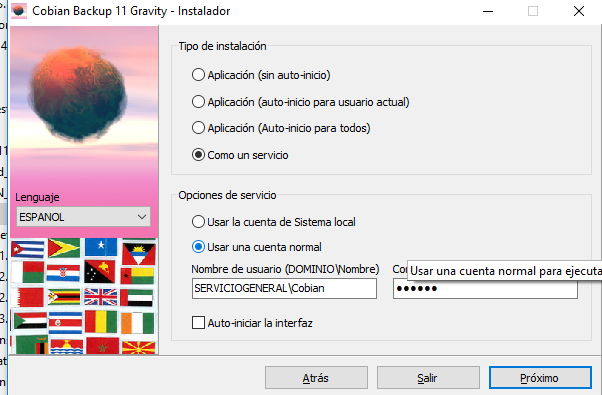 Cobian Backup 11 Gravity - Instalador
Tipo de instalación
Aplicación (sin auto-inicio)
Aplicación (auto-inicio para usuario actual)
Aplicación (Auto-inicio para todos)
Como un servicio
Lenguaje
ESPANOL
Opciones de servicio
Usar la cuenta de Sistema local
Usar una cuenta normal
Nombre de usuario (DOMINIO\Nombre)
Usar una cuenta normal para ejecuta
SERVICIOGENERAL\Cobian
••••••
Auto-iniciar la interfaz
Atrás
Salir
Próximo